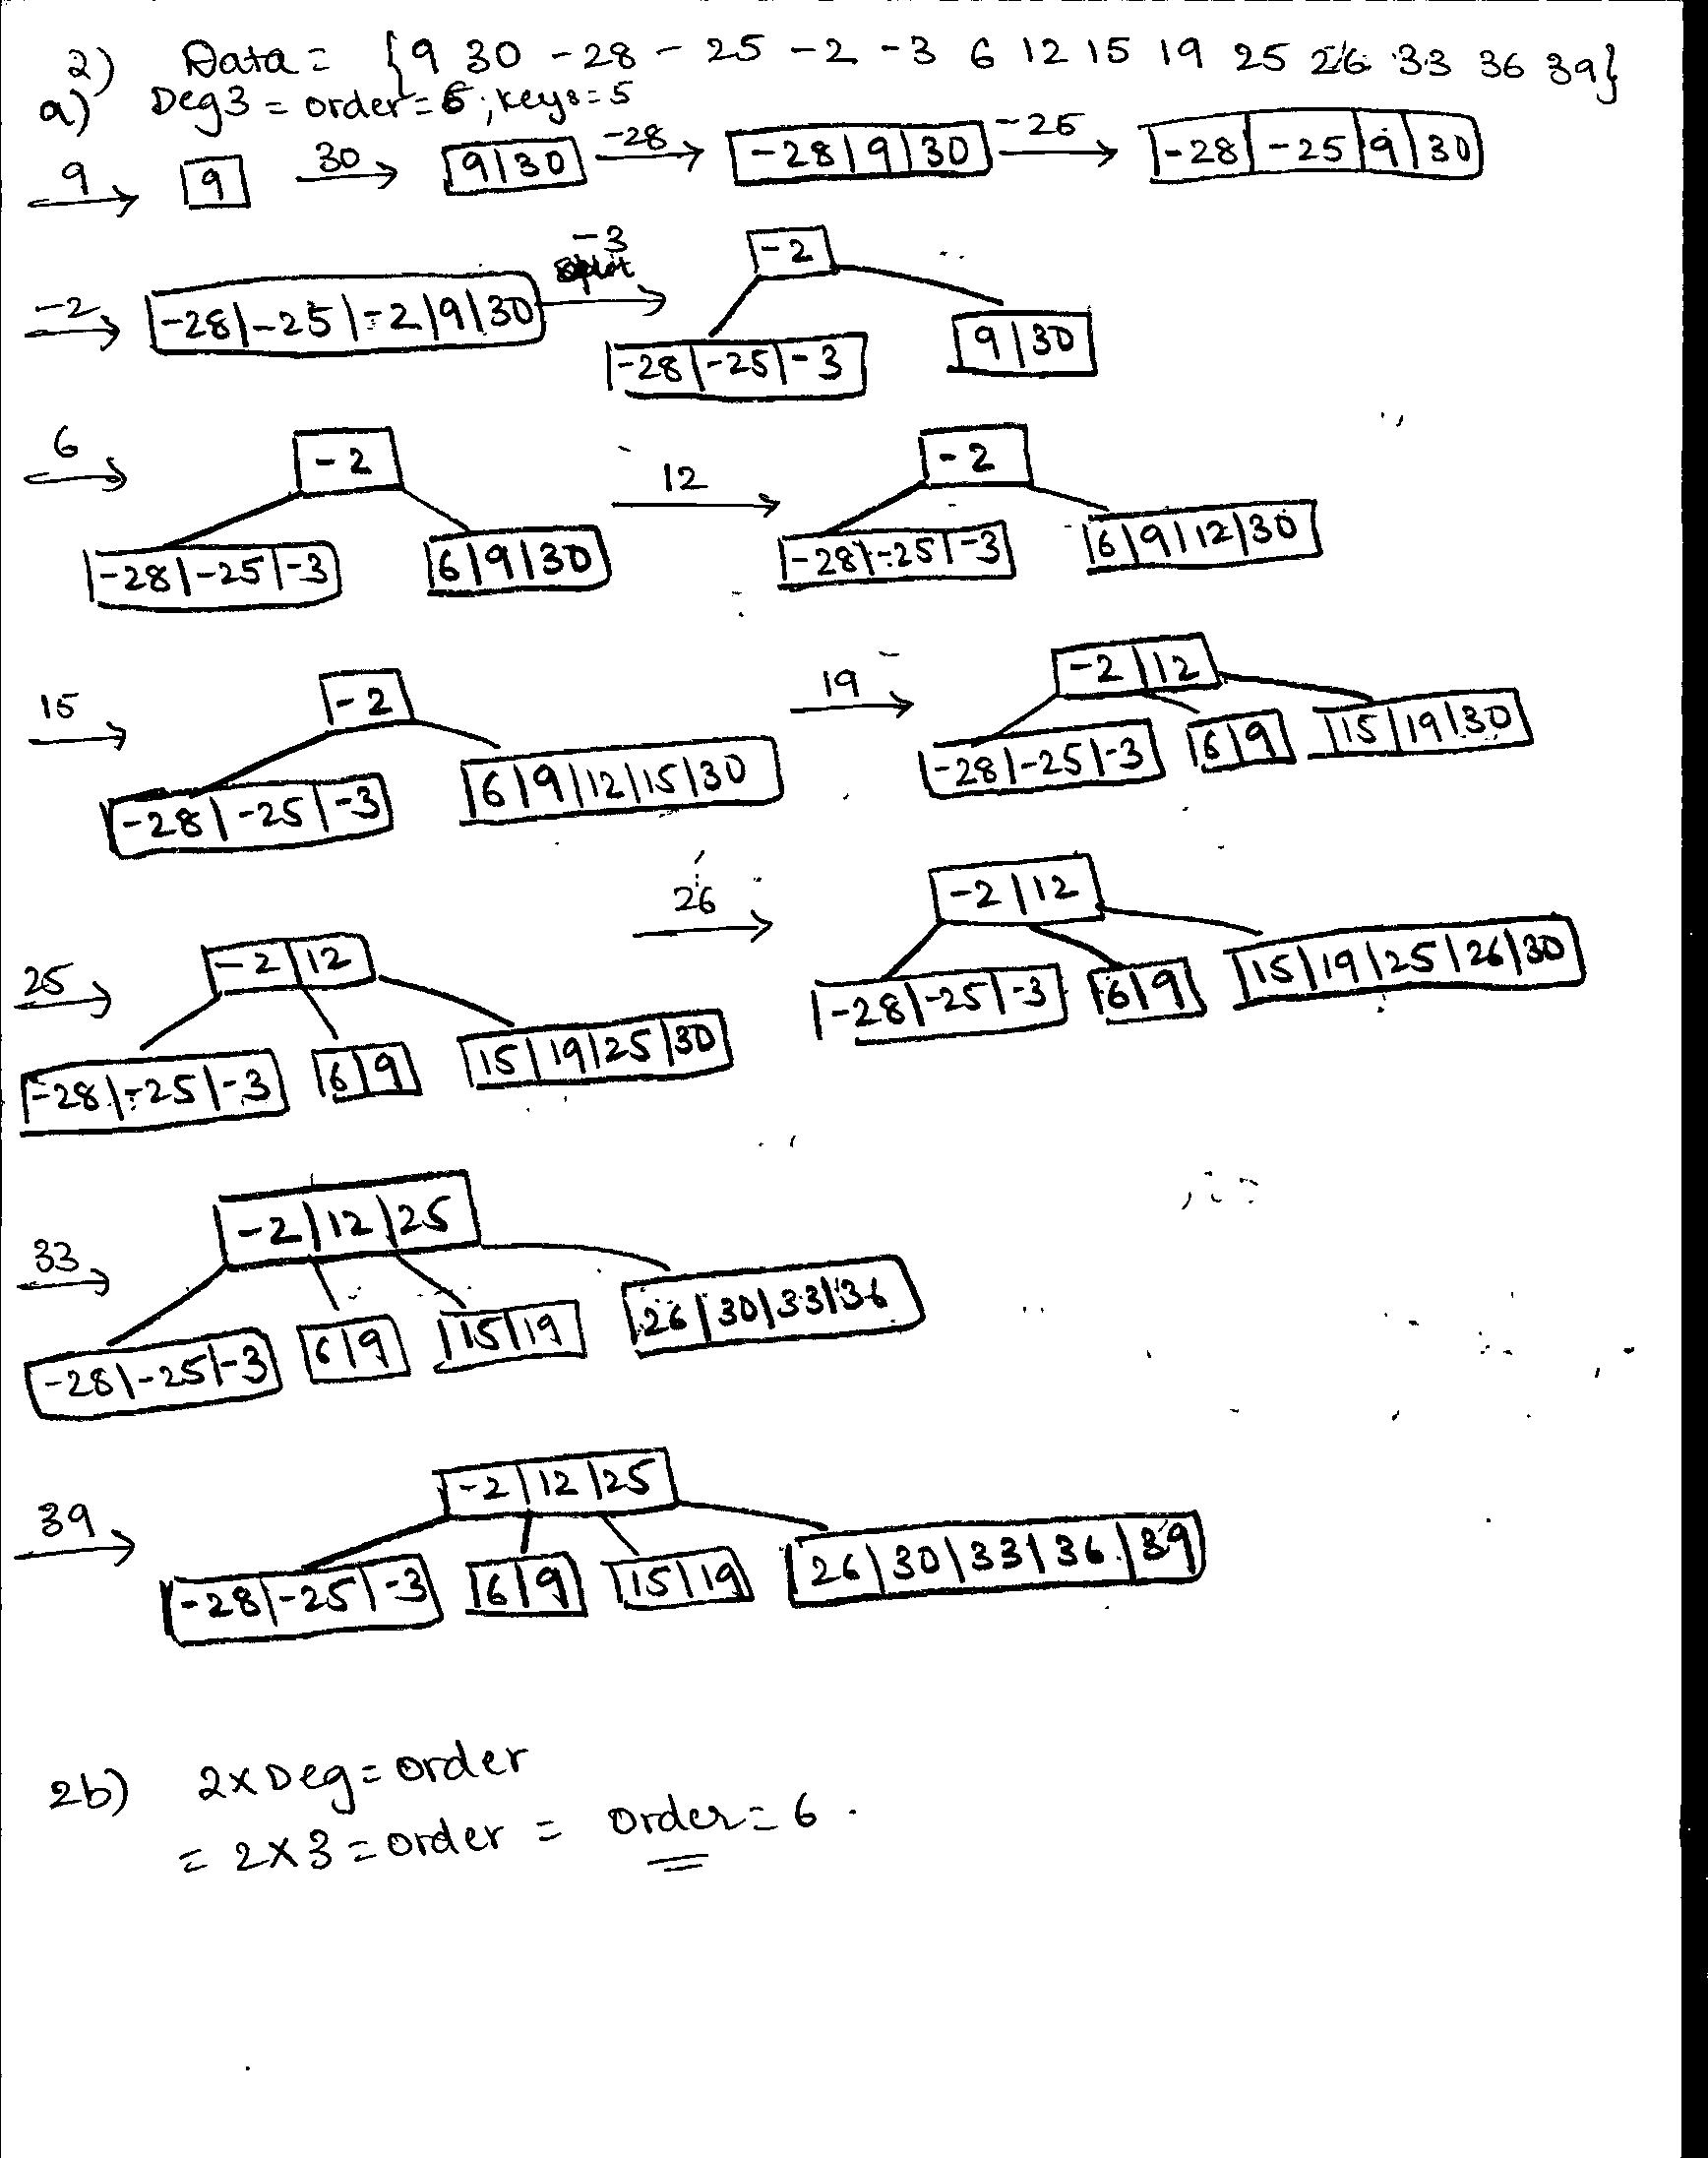 2) Data = {9 30 -28 -25 -2 -3 6 12 15 19 25 26 33 36 39}
a) Deg3 = order = 6; keys = 5
9 → 9 30 → 9|30 -28 → -28|9|30 -25 → -28|-25|9|30
-2 → -28|-25|-2|9|30 -3 split → -2
-28|-25|-3 9|30
6 → -2 12 → -2
-28|-25|-3 6|9|30 -28|-25|-3 6|9|12|30
15 → -2 19 → -2|12
-28|-25|-3 6|9|12|15|30 -28|-25|-3 6|9 15|19|30
25 → -2|12 26 → -2|12
-28|-25|-3 6|9 15|19|25|30 -28|-25|-3 6|9 15|19|25|26|30
33 → -2|12|25
-28|-25|-3 6|9 15|19 26|30|33|36
39 → -2|12|25
-28|-25|-3 6|9 15|19 26|30|33|36|39
2b) 2×Deg = order
= 2×3 = order = order = 6.